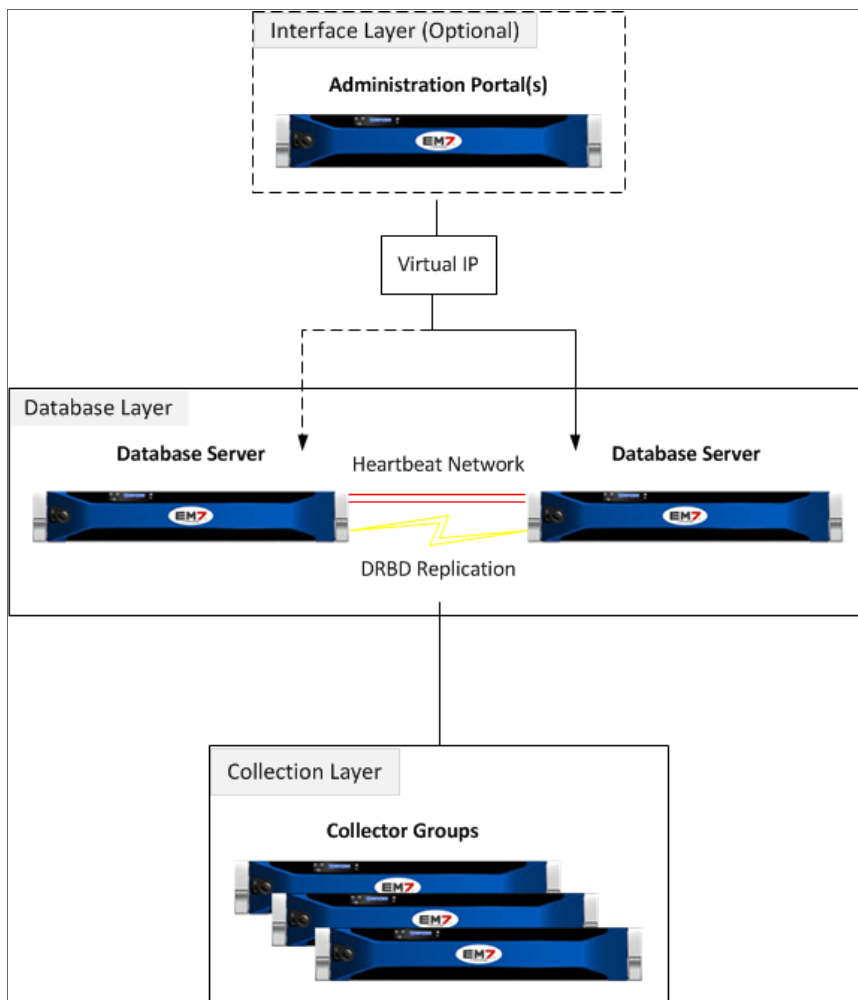 Interface Layer (Optional)
Administration Portal(s)
EM7
Virtual IP
Database Layer
Database Server
Heartbeat Network
Database Server
EM7
EM7
DRBD Replication
Collection Layer
Collector Groups
EM7
EM7
EM7